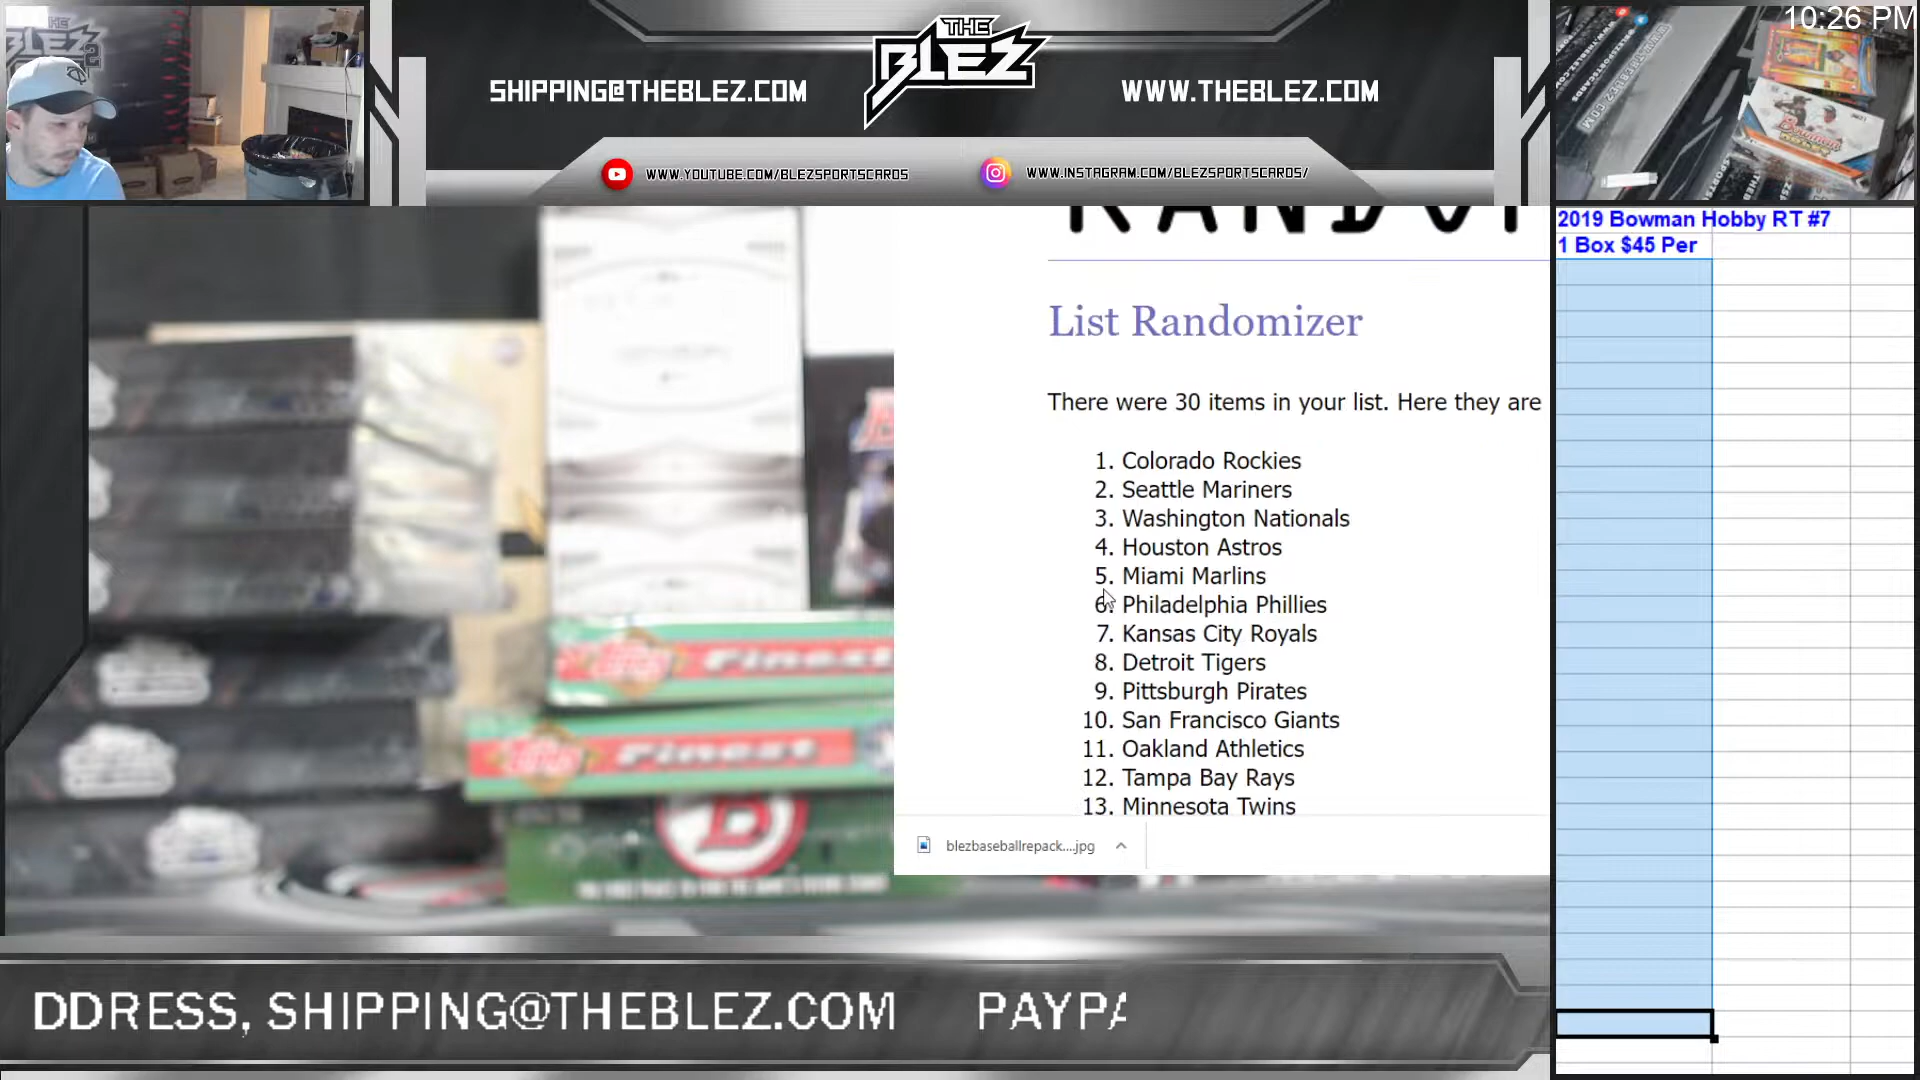 10:26 PM
THE
BLEZ
SHIPPING@THEBLEZ.COM
WWW.THEBLEZ.COM
WWW.YOUTUBE.COM/BLEZSPORTSCARDS
WWW.INSTAGRAM.COM/BLEZSPORTSCARDS/
Bowman
2019 Bowman Hobby RT #7
1 Box $45 Per
List Randomizer
There were 30 items in your list. Here they are
1. Colorado Rockies
2. Seattle Mariners
3. Washington Nationals
4. Houston Astros
5. Miami Marlins
6. Philadelphia Phillies
7. Kansas City Royals
8. Detroit Tigers
9. Pittsburgh Pirates
10. San Francisco Giants
11. Oakland Athletics
12. Tampa Bay Rays
13. Minnesota Twins
Finest
Finest
B
blezbaseballrepack....jpg
DDRESS, SHIPPING@THEBLEZ.COM PAYPA